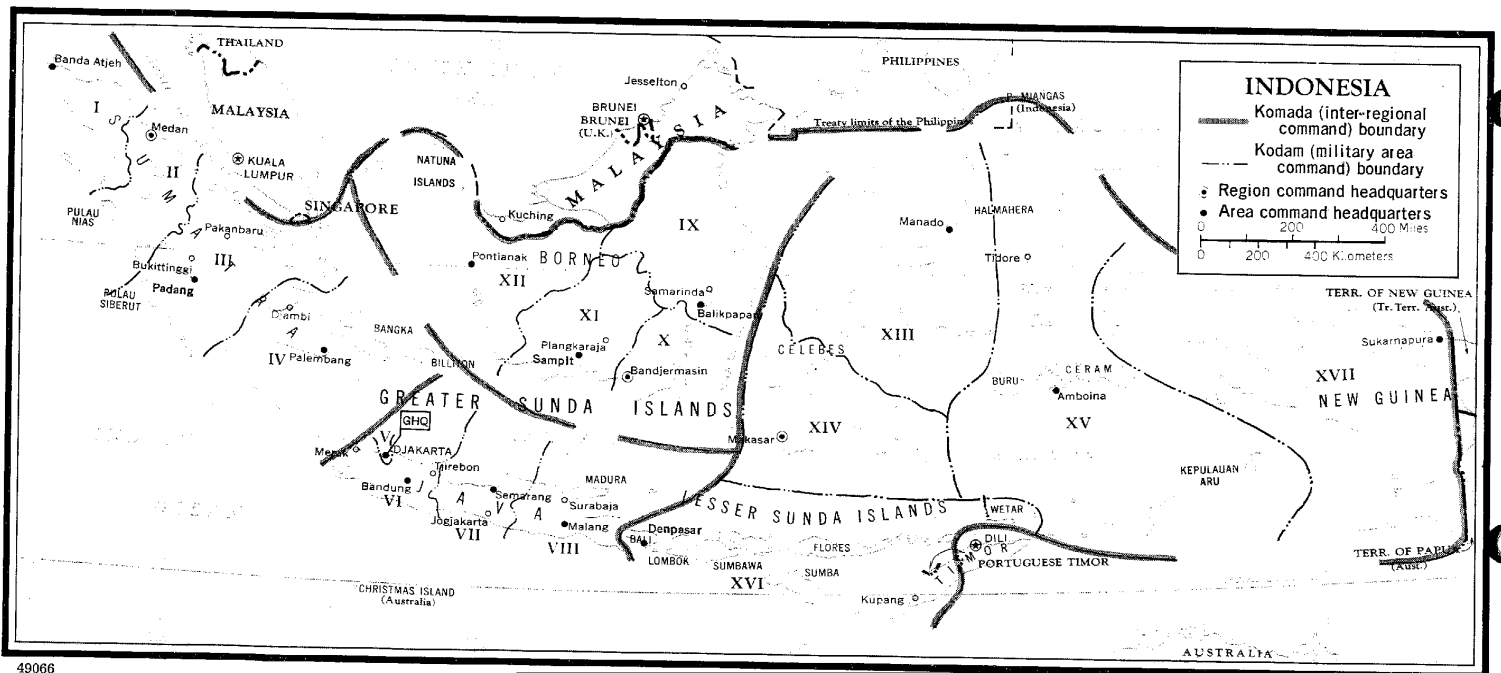 THAILAND
Banda Atjeh
PHILIPPINES
Jesselton
I
MALAYSIA
BRUNEI
BRUNEI
(U.K.)
MALAYSIA
P. MIANGAS
(Indonesia)
Treaty limits of the Philippines
INDONESIA
Komada (inter-regional
command) boundary
Kodam (military area
command) boundary
Region command headquarters
Area command headquarters
0 200 400 Miles
0 200 400 Kilometers
Medan
SUMATRA
II
KUALA
LUMPUR
NATUNA
ISLANDS
SINGAPORE
PULAU
NIAS
Pakanbaru
Kuching
IX
Manado
HALMAHERA
Bukittinggi
III
Padang
Pontianak
BORNEO
Tidore
PULAU
SIBERUT
XII
Samarinda
Balikpapan
TERR. OF NEW GUINEA
(Tr. Terr. Aust.)
Djambi
BANGKA
XI
XIII
Sukarnapura
IV
Palembang
BILLITON
Plangkaraja
Sampit
X
CELEBES
Bandjermasin
BURU
CERAM
Amboina
XVII
NEW GUINEA
GREATER SUNDA ISLANDS
GHQ
V
Merak
DJAKARTA
Makasar
XIV
XV
Tjirebon
Bandung
VI
JAVA
Semarang
MADURA
Surabaja
KEPULAUAN
ARU
Jogjakarta
VII
Malang
VIII
LESSER SUNDA ISLANDS
WETAR
BALI
Denpasar
LOMBOK
SUMBAWA
XVI
FLORES
SUMBA
DILI
TIMOR
PORTUGUESE TIMOR
TERR. OF PAPUA
(Aust.)
Kupang
CHRISTMAS ISLAND
(Australia)
AUSTRALIA
49066